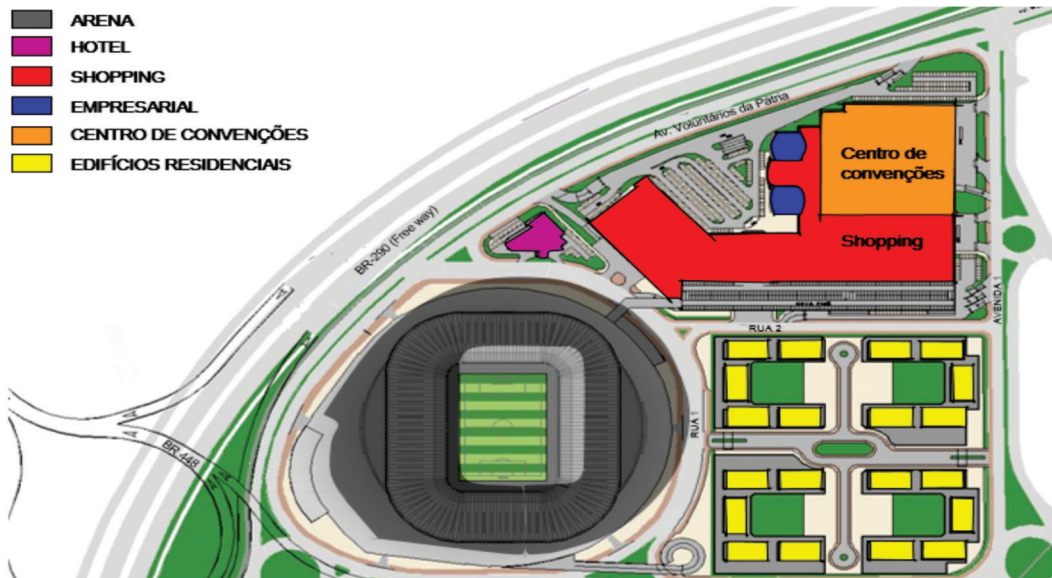 ARENA
HOTEL
SHOPPING
EMPRESARIAL
CENTRO DE CONVENÇÕES
EDIFÍCIOS RESIDENCIAIS
Av. Voluntários da Pátria
Centro de
convenções
BR-290 (Free way)
Shopping
AVENIDA 1
RUA 2
RUA 1
BR 448